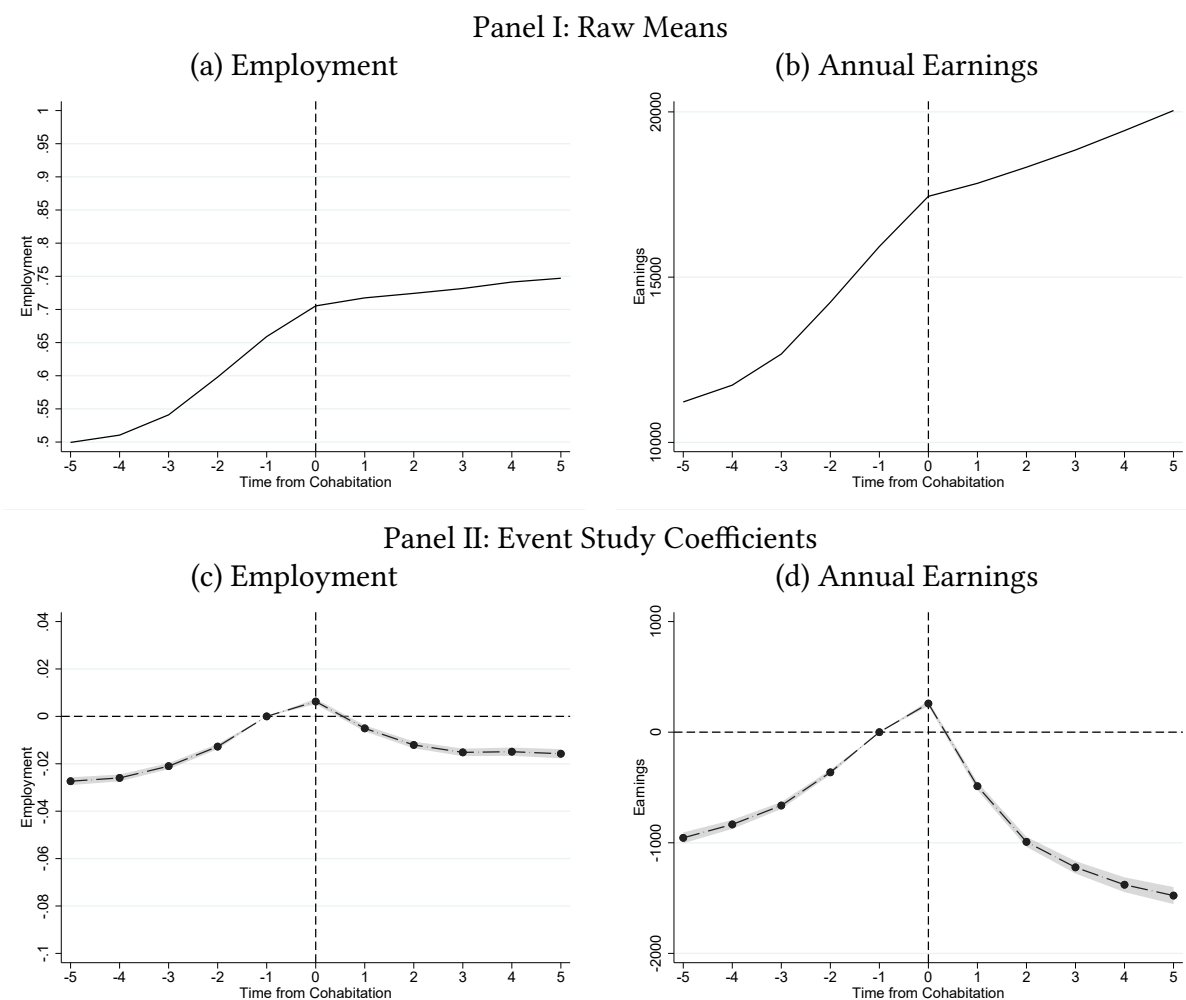 Panel I: Raw Means
(a) Employment
(b) Annual Earnings
Employment
1
.95
.9
.85
.8
.75
.7
.65
.6
.55
.5
-5 -4 -3 -2 -1 0 1 2 3 4 5
Time from Cohabitation
Earnings
20000
15000
10000
-5 -4 -3 -2 -1 0 1 2 3 4 5
Time from Cohabitation
Panel II: Event Study Coefficients
(c) Employment
(d) Annual Earnings
Employment
.04
.02
0
-.02
-.04
-.06
-.08
-.1
-5 -4 -3 -2 -1 0 1 2 3 4 5
Time from Cohabitation
Earnings
1000
0
-1000
-2000
-5 -4 -3 -2 -1 0 1 2 3 4 5
Time from Cohabitation